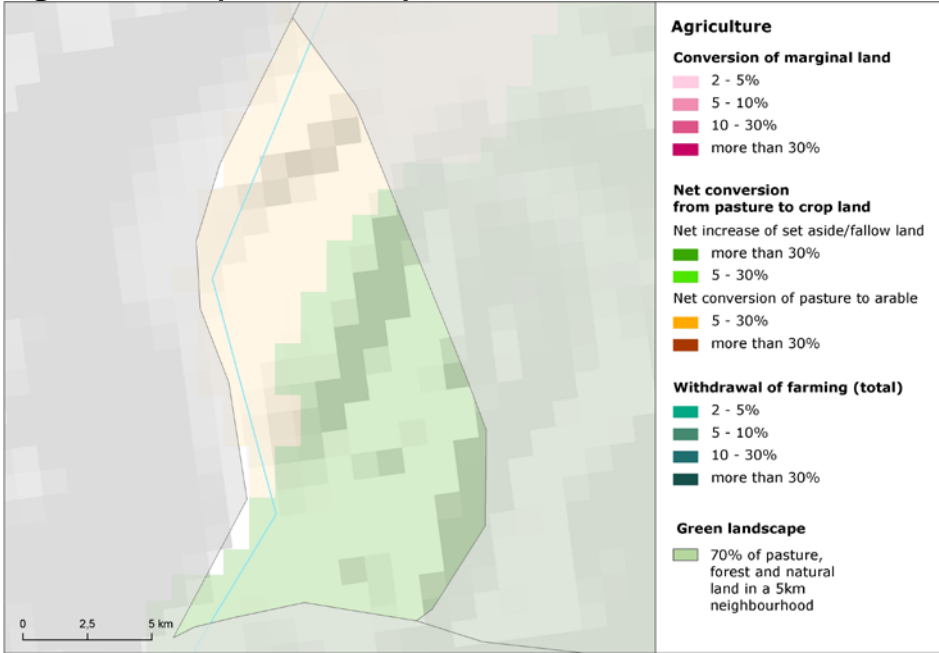 Agriculture
Conversion of marginal land
2 - 5%
5 - 10%
10 - 30%
more than 30%
Net conversion
from pasture to crop land
Net increase of set aside/fallow land
more than 30%
5 - 30%
Net conversion of pasture to arable
5 - 30%
more than 30%
Withdrawal of farming (total)
2 - 5%
5 - 10%
10 - 30%
more than 30%
Green landscape
70% of pasture,
forest and natural
land in a 5km
neighbourhood
0 2,5 5 km